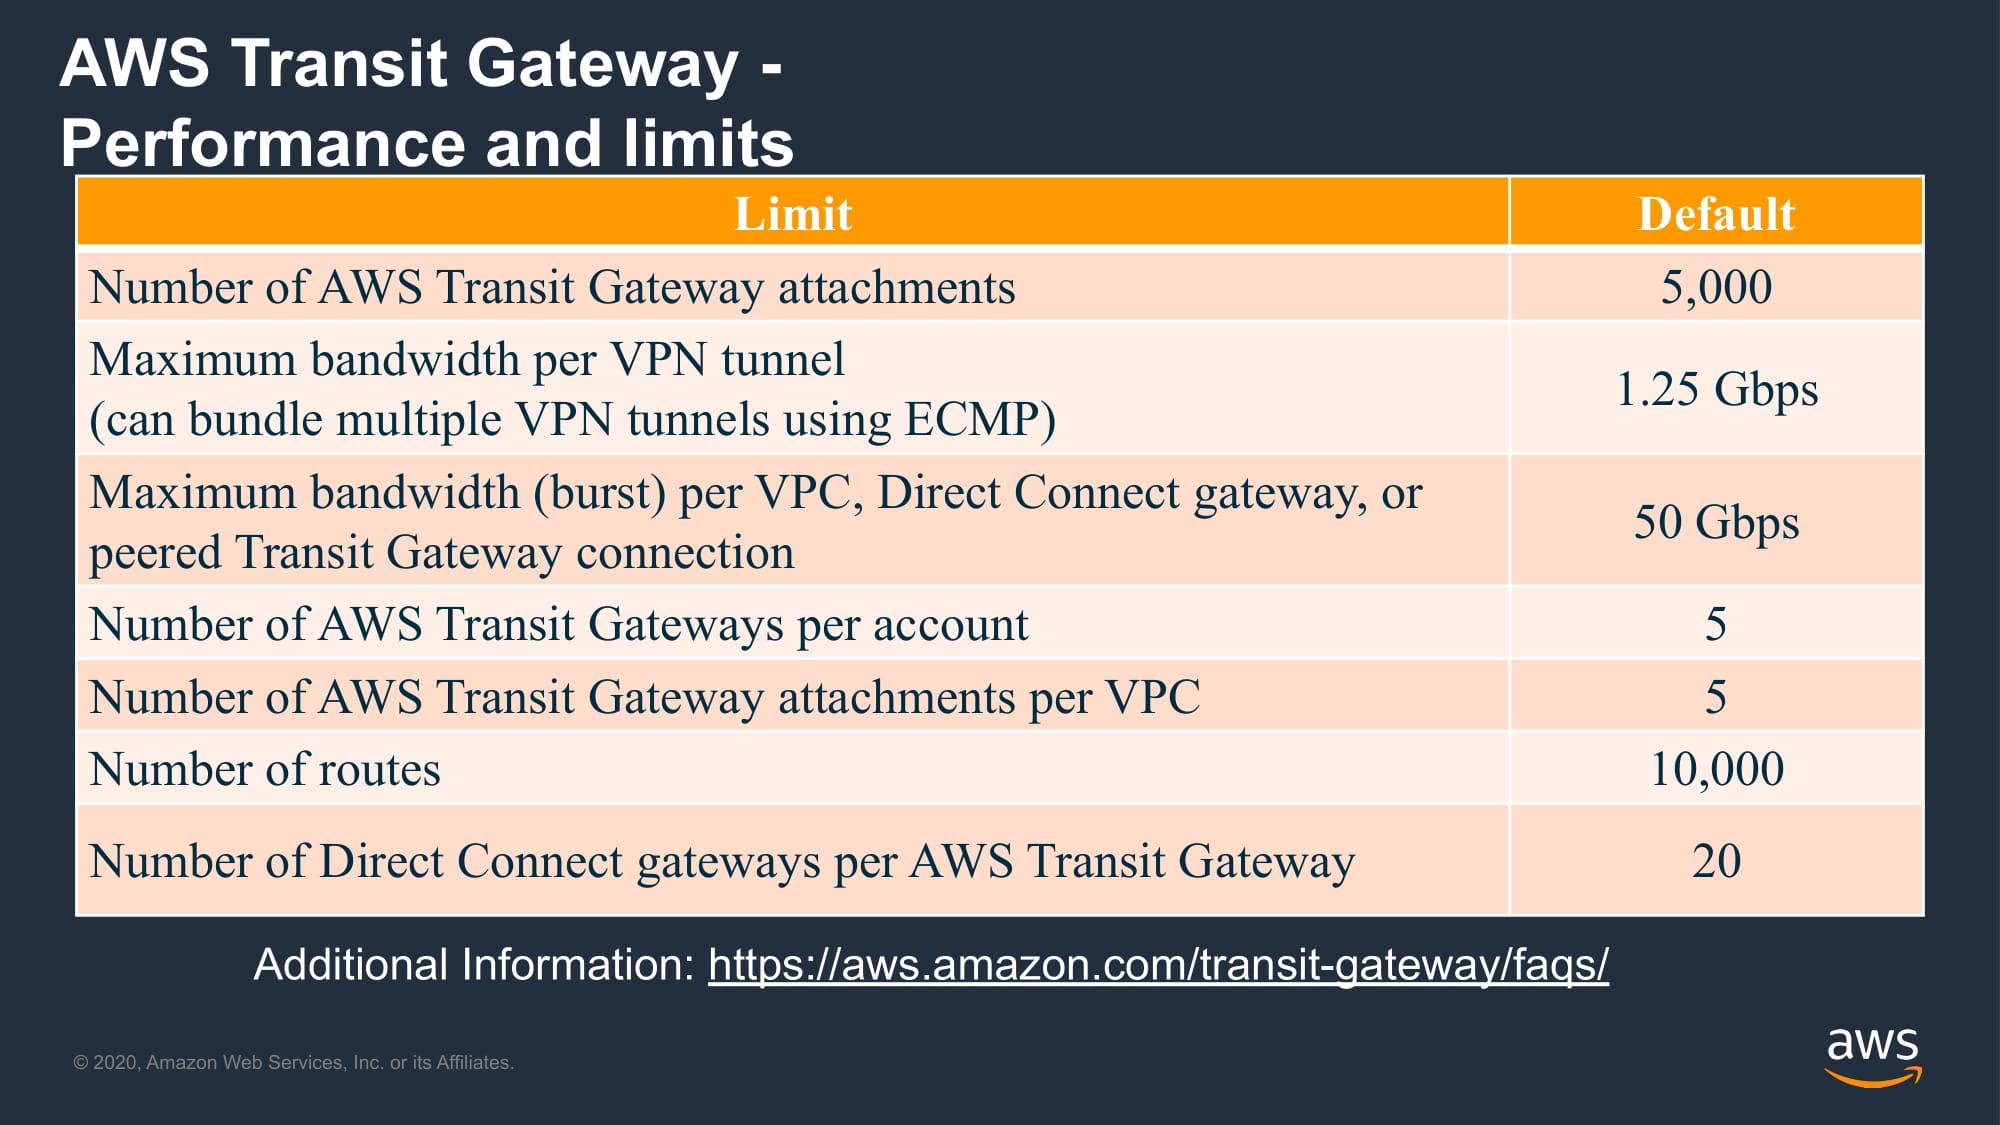 AWS Transit Gateway -
Performance and limits
Limit
Default
Number of AWS Transit Gateway attachments
5,000
Maximum bandwidth per VPN tunnel
(can bundle multiple VPN tunnels using ECMP)
1.25 Gbps
Maximum bandwidth (burst) per VPC, Direct Connect gateway, or
peered Transit Gateway connection
50 Gbps
Number of AWS Transit Gateways per account
5
Number of AWS Transit Gateway attachments per VPC
5
Number of routes
10,000
Number of Direct Connect gateways per AWS Transit Gateway
20
Additional Information: https://aws.amazon.com/transit-gateway/faqs/
© 2020, Amazon Web Services, Inc. or its Affiliates.
aws